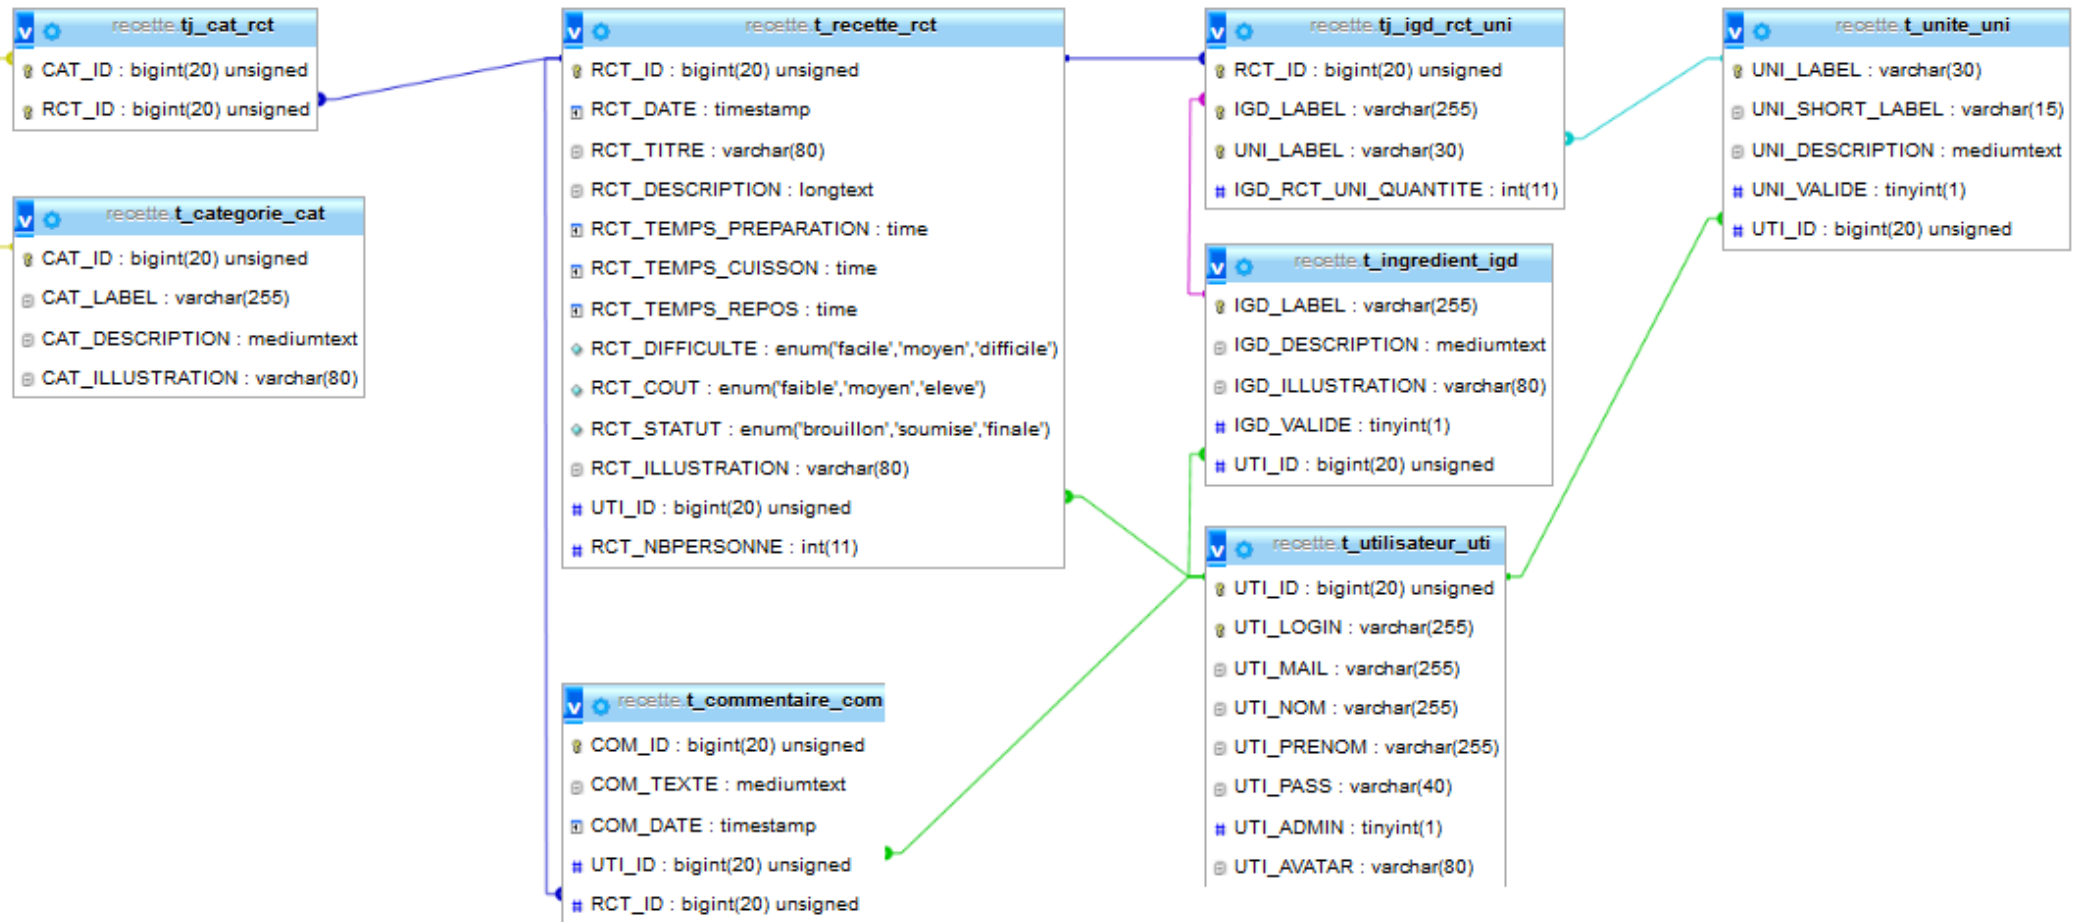 recette.tj_cat_rct
CAT_ID : bigint(20) unsigned
RCT_ID : bigint(20) unsigned
recette.t_categorie_cat
CAT_ID : bigint(20) unsigned
CAT_LABEL : varchar(255)
CAT_DESCRIPTION : mediumtext
CAT_ILLUSTRATION : varchar(80)
recette.t_recette_rct
RCT_ID : bigint(20) unsigned
RCT_DATE : timestamp
RCT_TITRE : varchar(80)
RCT_DESCRIPTION : longtext
RCT_TEMPS_PREPARATION : time
RCT_TEMPS_CUISSON : time
RCT_TEMPS_REPOS : time
RCT_DIFFICULTE : enum('facile','moyen','difficile')
RCT_COUT : enum('faible','moyen','eleve')
RCT_STATUT : enum('brouillon','soumise','finale')
RCT_ILLUSTRATION : varchar(80)
UTI_ID : bigint(20) unsigned
RCT_NBPERSONNE : int(11)
recette.t_commentaire_com
COM_ID : bigint(20) unsigned
COM_TEXTE : mediumtext
COM_DATE : timestamp
UTI_ID : bigint(20) unsigned
RCT_ID : bigint(20) unsigned
recette.tj_igd_rct_uni
RCT_ID : bigint(20) unsigned
IGD_LABEL : varchar(255)
UNI_LABEL : varchar(30)
IGD_RCT_UNI_QUANTITE : int(11)
recette.t_ingredient_igd
IGD_LABEL : varchar(255)
IGD_DESCRIPTION : mediumtext
IGD_ILLUSTRATION : varchar(80)
IGD_VALIDE : tinyint(1)
UTI_ID : bigint(20) unsigned
recette.t_utilisateur_uti
UTI_ID : bigint(20) unsigned
UTI_LOGIN : varchar(255)
UTI_MAIL : varchar(255)
UTI_NOM : varchar(255)
UTI_PRENOM : varchar(255)
UTI_PASS : varchar(40)
UTI_ADMIN : tinyint(1)
UTI_AVATAR : varchar(80)
recette.t_unite_uni
UNI_LABEL : varchar(30)
UNI_SHORT_LABEL : varchar(15)
UNI_DESCRIPTION : mediumtext
UNI_VALIDE : tinyint(1)
UTI_ID : bigint(20) unsigned